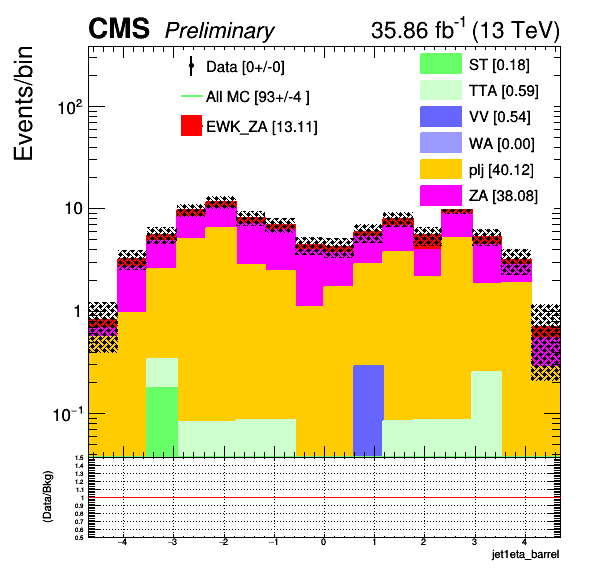 CMS Preliminary 35.86 fb⁻¹ (13 TeV)
Events/bin
Data [0+/-0]
All MC [93+/-4 ]
EWK_ZA [13.11]
ST [0.18]
TTA [0.59]
VV [0.54]
WA [0.00]
plj [40.12]
ZA [38.08]
10²
10
1
10⁻¹
(Data/Bkg)
1.5
1.4
1.3
1.2
1.1
1
0.9
0.8
0.7
0.6
0.5
−4 −3 −2 −1 0 1 2 3 4
jet1eta_barrel